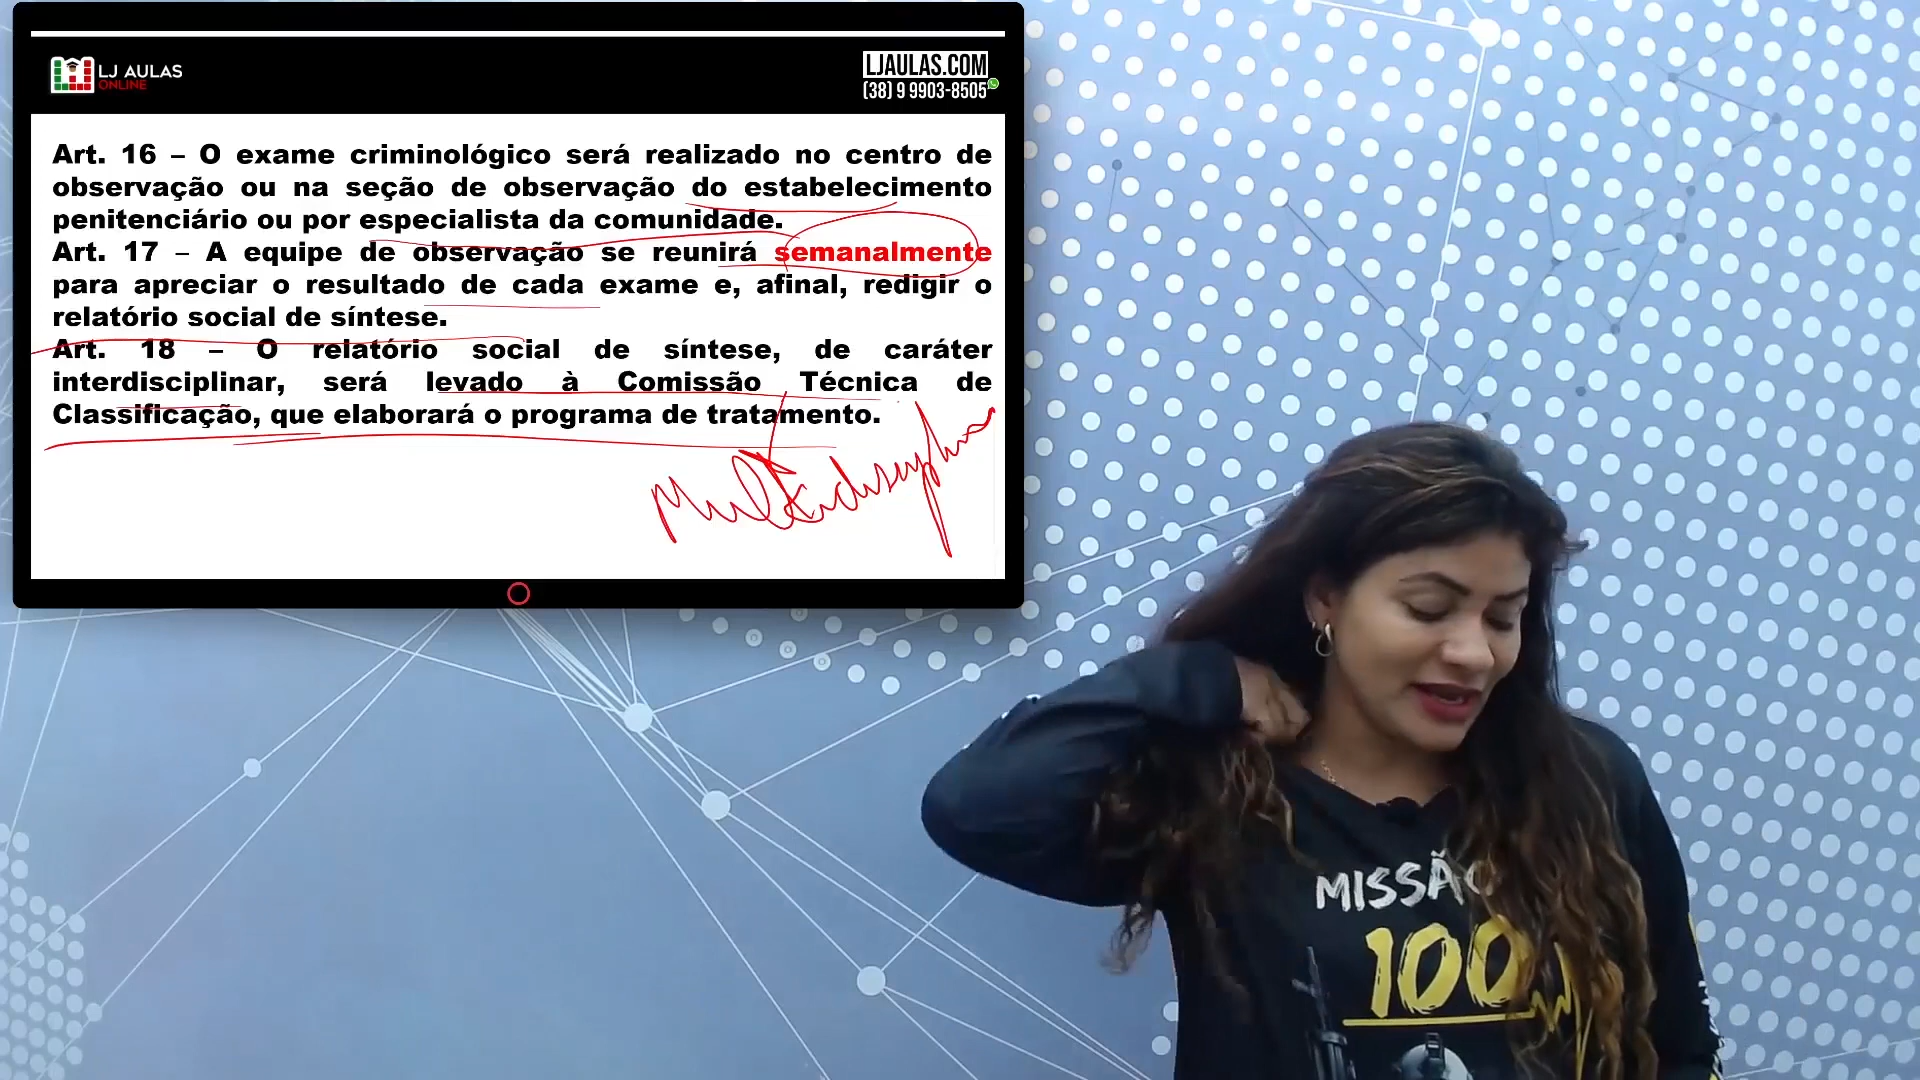 LJ AULAS
ONLINE
LJAULAS.COM
(38) 9 9903-8505
Art. 16 – O exame criminológico será realizado no centro de
observação ou na seção de observação do estabelecimento
penitenciário ou por especialista da comunidade.
Art. 17 – A equipe de observação se reunirá semanalmente
para apreciar o resultado de cada exame e, afinal, redigir o
relatório social de síntese.
Art. 18 – O relatório social de síntese, de caráter
interdisciplinar, será levado à Comissão Técnica de
Classificação, que elaborará o programa de tratamento.
MISSÃO
100